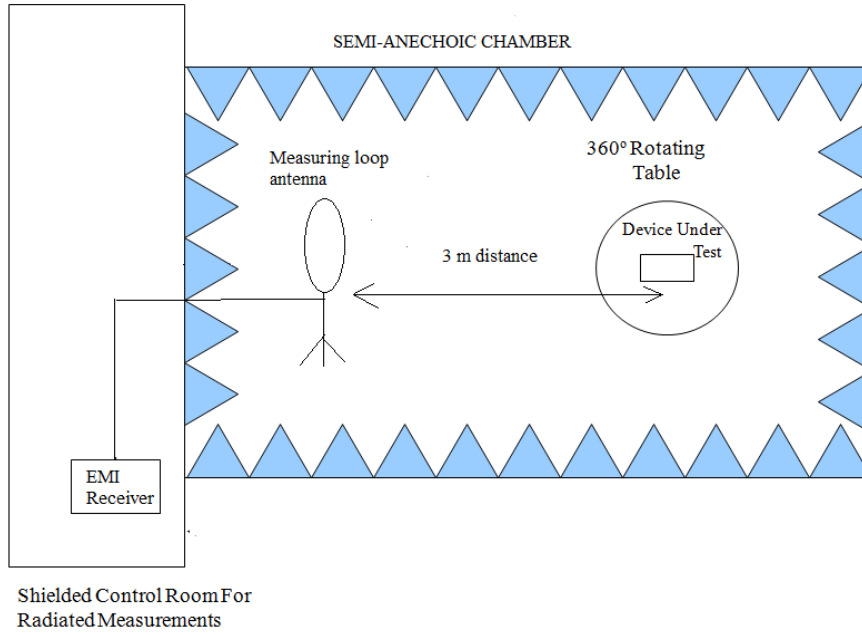 SEMI-ANECHOIC CHAMBER
Measuring loop
antenna
360º Rotating
Table
Device Under
Test
3 m distance
EMI
Receiver
Shielded Control Room For
Radiated Measurements